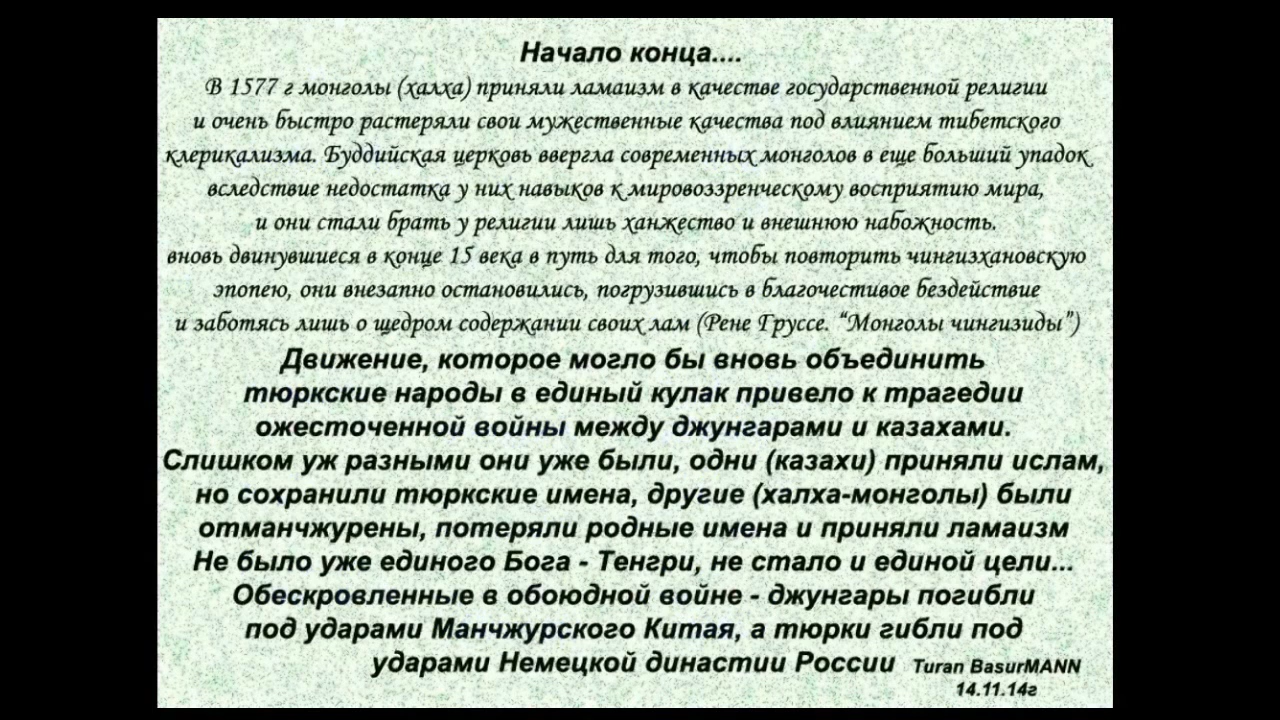 Начало конца....
В 1577 г монголы (халха) приняли ламаизм в качестве государственной религии
и очень быстро растеряли свои мужественные качества под влиянием тибетского
клерикализма. Буддийская церковь ввергла современных монголов в еще больший упадок
вследствие недостатка у них навыков к мировоззренческому восприятию мира,
и они стали брать у религии лишь ханжество и внешнюю набожность.
вновь двинувшиеся в конце 15 века в путь для того, чтобы повторить чингизхановскую
эпопею, они внезапно остановились, погрузившись в благочестивое бездействие
и заботясь лишь о щедром содержании своих лам (Рене Груссе. “Монголы чингизиды”)
Движение, которое могло бы вновь объединить
тюркские народы в единый кулак привело к трагедии
ожесточенной войны между джунгарами и казахами.
Слишком уж разными они уже были, одни (казахи) приняли ислам,
но сохранили тюркские имена, другие (халха-монголы) были
отманчжурены, потеряли родные имена и приняли ламаизм
Не было уже единого Бога - Тенгри, не стало и единой цели...
Обескровленные в обоюдной войне - джунгары погибли
под ударами Манчжурского Китая, а тюрки гибли под
ударами Немецкой династии России Turan BasurMANN
14.11.14г